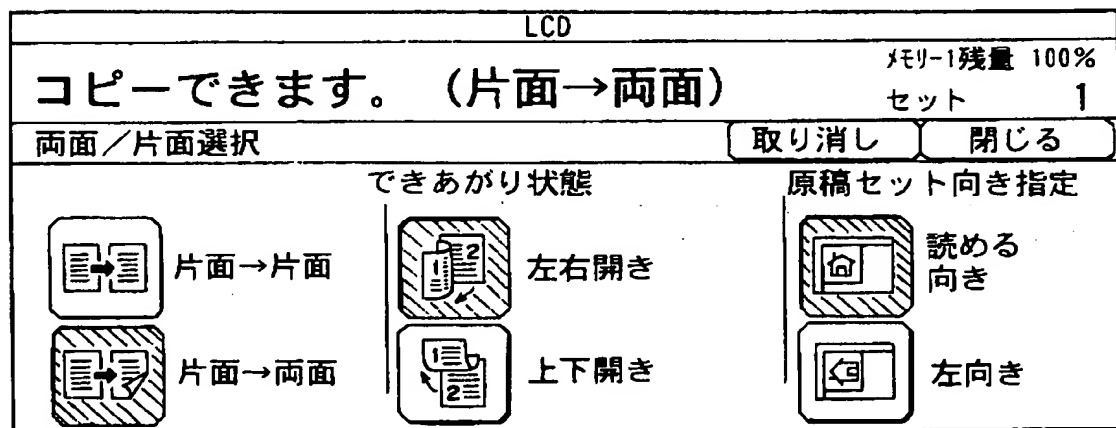 LCD
コピーできます。 (片面→両面)
メモリー1残量 100%
セット 1
両面/片面選択
取り消し
閉じる
できあがり状態
原稿セット向き指定
片面→片面
1 2
左右開き
読める
向き
片面→両面
1
2
上下開き
左向き